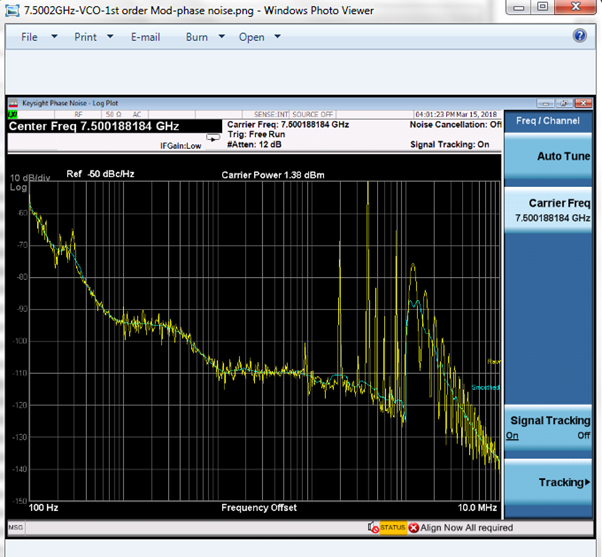 7.5002GHz-VCO-1st order Mod-phase noise.png - Windows Photo Viewer
File Print E-mail Burn Open
Keysight Phase Noise - Log Plot
RF 50 Ω AC SENSE:INT SOURCE OFF 04:01:23 PM Mar 15, 2018
Center Freq 7.500188184 GHz
Carrier Freq: 7.500188184 GHz
Noise Cancellation: Off
Trig: Free Run
IFGain:Low
#Atten: 12 dB
Signal Tracking: On
Freq / Channel
Auto Tune
Carrier Freq
7.500188184 GHz
Signal Tracking
On Off
Tracking
10 dB/div
Log
Ref -50 dBc/Hz
Carrier Power 1.38 dBm
-60
-70
-80
-90
-100
-110
-120
-130
-140
-150
Raw
Smoothed
100 Hz
Frequency Offset
10.0 MHz
MSG
STATUS
Align Now All required